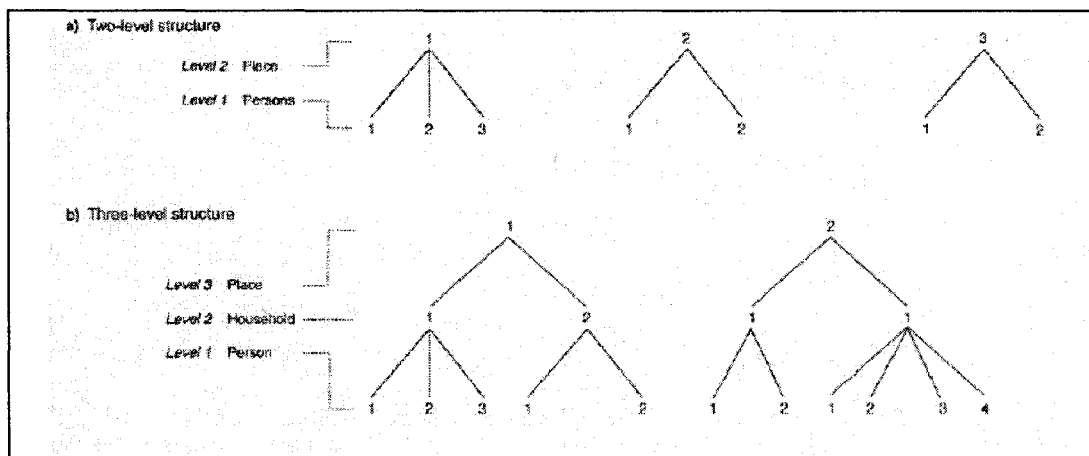 a) Two-level structure
1 2 3
Level 2 Place
Level 1 Persons
1 2 3 1 2 1 2
b) Three-level structure
1 2
Level 3 Place
Level 2 Household
1 2 1 1
Level 1 Person
1 2 3 1 2 1 2 1 2 3 4